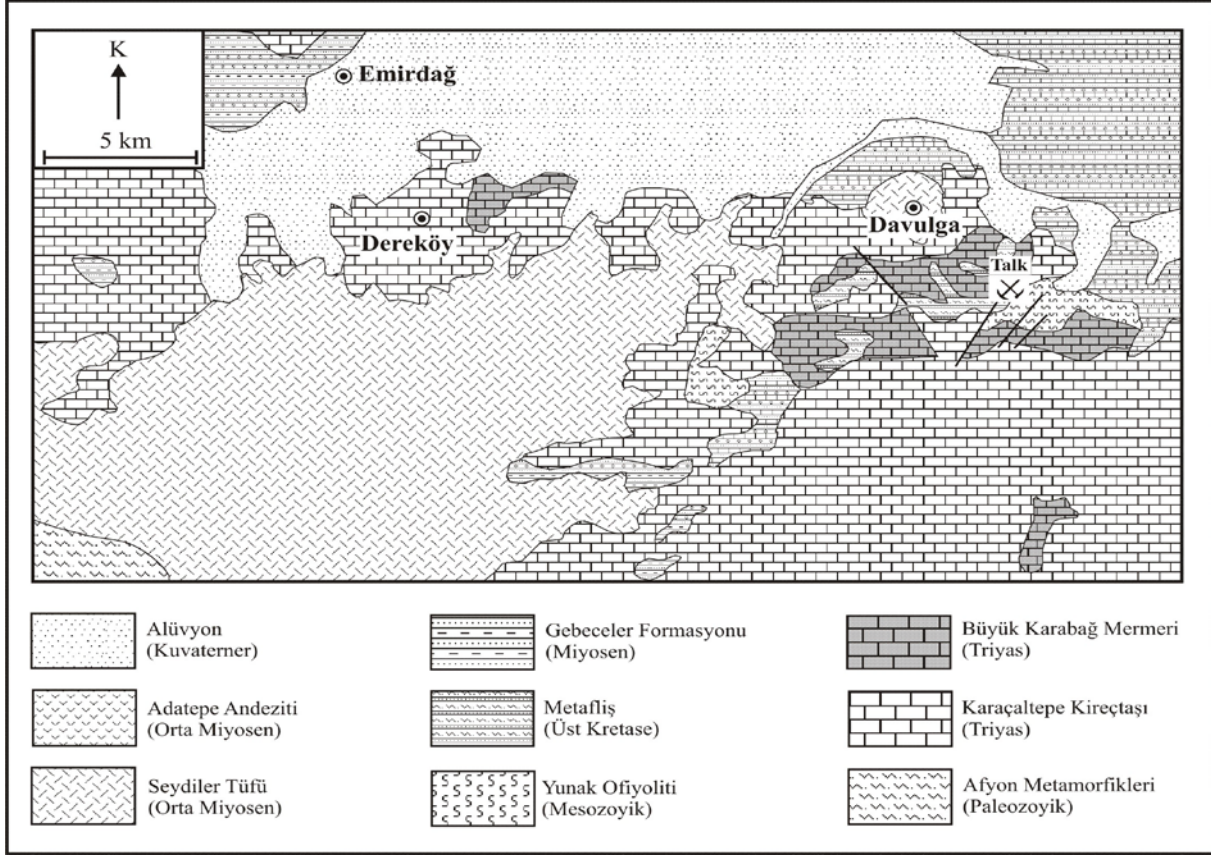 K
5 km
Emirdağ
Dereköy
Davulga
Talk
Alüvyon
(Kuvaterner)
Adatepe Andeziti
(Orta Miyosen)
Seydiler Tüfü
(Orta Miyosen)
Gebeceler Formasyonu
(Miyosen)
Metafliş
(Üst Kretase)
Yunak Ofiyoliti
(Mesozoyik)
Büyük Karabağ Mermeri
(Triyas)
Karaçaltepe Kireçtaşı
(Triyas)
Afyon Metamorfikleri
(Paleozoyik)